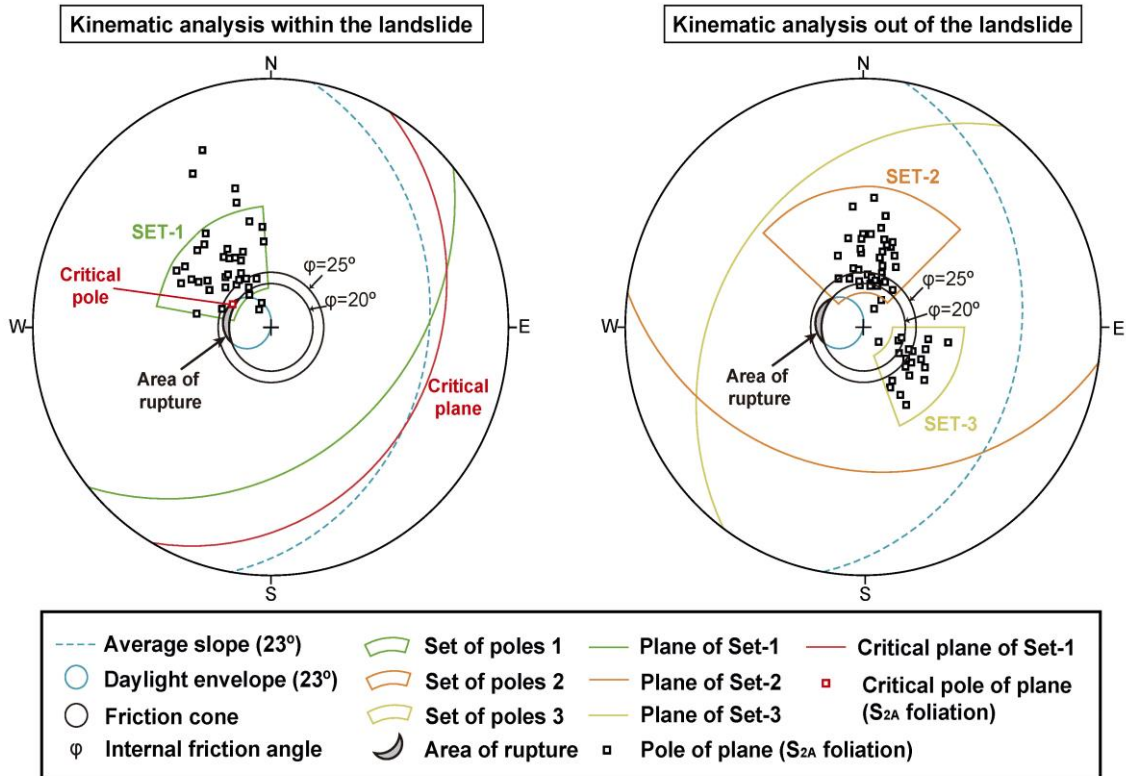 Kinematic analysis within the landslide
N
SET-1
Critical
pole
φ=25º
φ=20º
W
E
Area of
rupture
Critical
plane
S
Kinematic analysis out of the landslide
N
SET-2
φ=25º
φ=20º
W
E
Area of
rupture
SET-3
S
Average slope (23º)
Daylight envelope (23º)
Friction cone
φ Internal friction angle
Set of poles 1
Set of poles 2
Set of poles 3
Area of rupture
Plane of Set-1
Plane of Set-2
Plane of Set-3
Pole of plane (S2A foliation)
Critical plane of Set-1
Critical pole of plane
(S2A foliation)